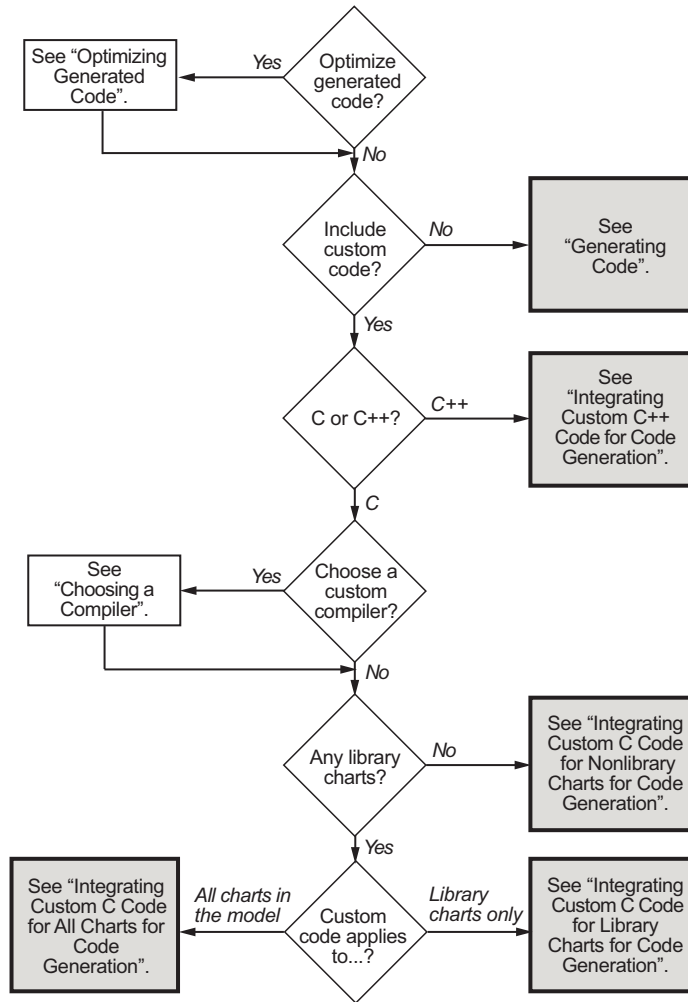 Optimize
generated
code?
Yes
See “Optimizing
Generated
Code”.
No
Include
custom
code?
No
See
“Generating
Code”.
Yes
C or C++?
C++
See
“Integrating
Custom C++
Code for Code
Generation”.
C
Choose a
custom
compiler?
Yes
See
“Choosing a
Compiler”.
No
Any library
charts?
No
See “Integrating
Custom C Code
for Nonlibrary
Charts for Code
Generation”.
Yes
Custom
code applies
to...?
All charts in
the model
See “Integrating
Custom C Code
for All Charts for
Code
Generation”.
Library
charts only
See “Integrating
Custom C Code
for Library
Charts for Code
Generation”.